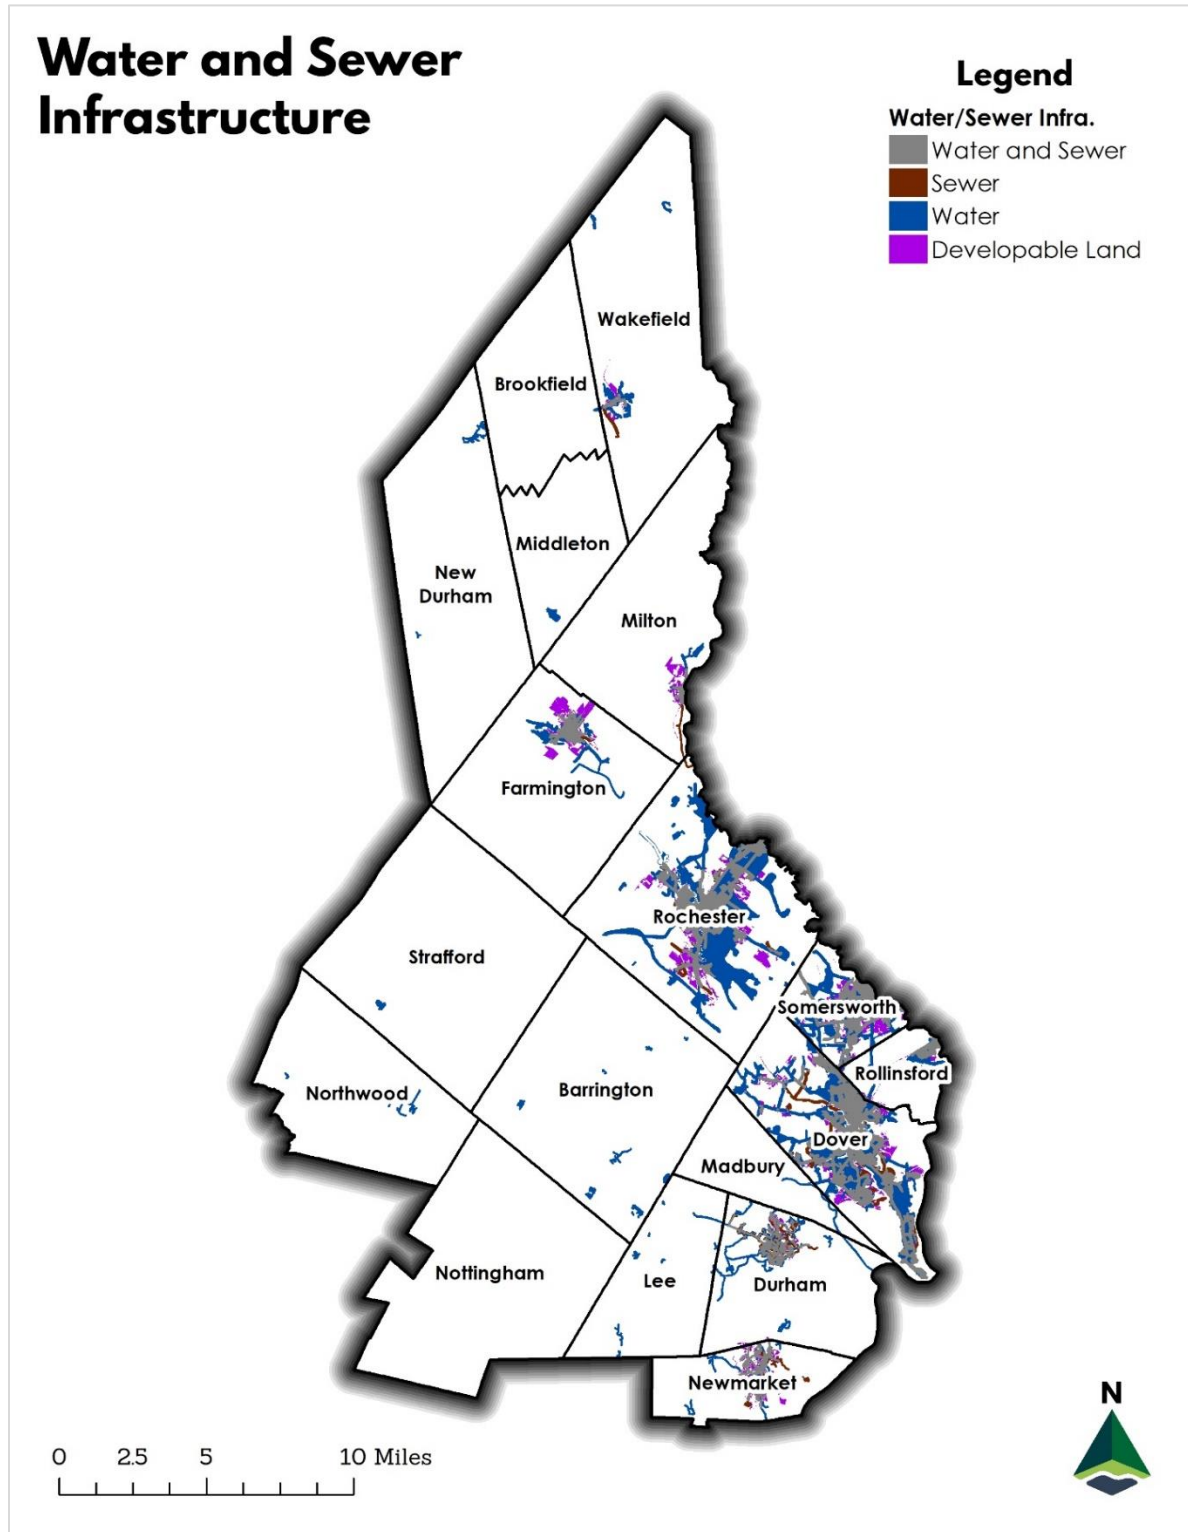 Water and Sewer
Infrastructure
Legend
Water/Sewer Infra.
Water and Sewer
Sewer
Water
Developable Land
Wakefield
Brookfield
Middleton
New
Durham
Milton
Farmington
Rochester
Strafford
Somersworth
Rollinsford
Northwood
Barrington
Dover
Madbury
Nottingham
Lee
Durham
Newmarket
N
0 2.5 5 10 Miles